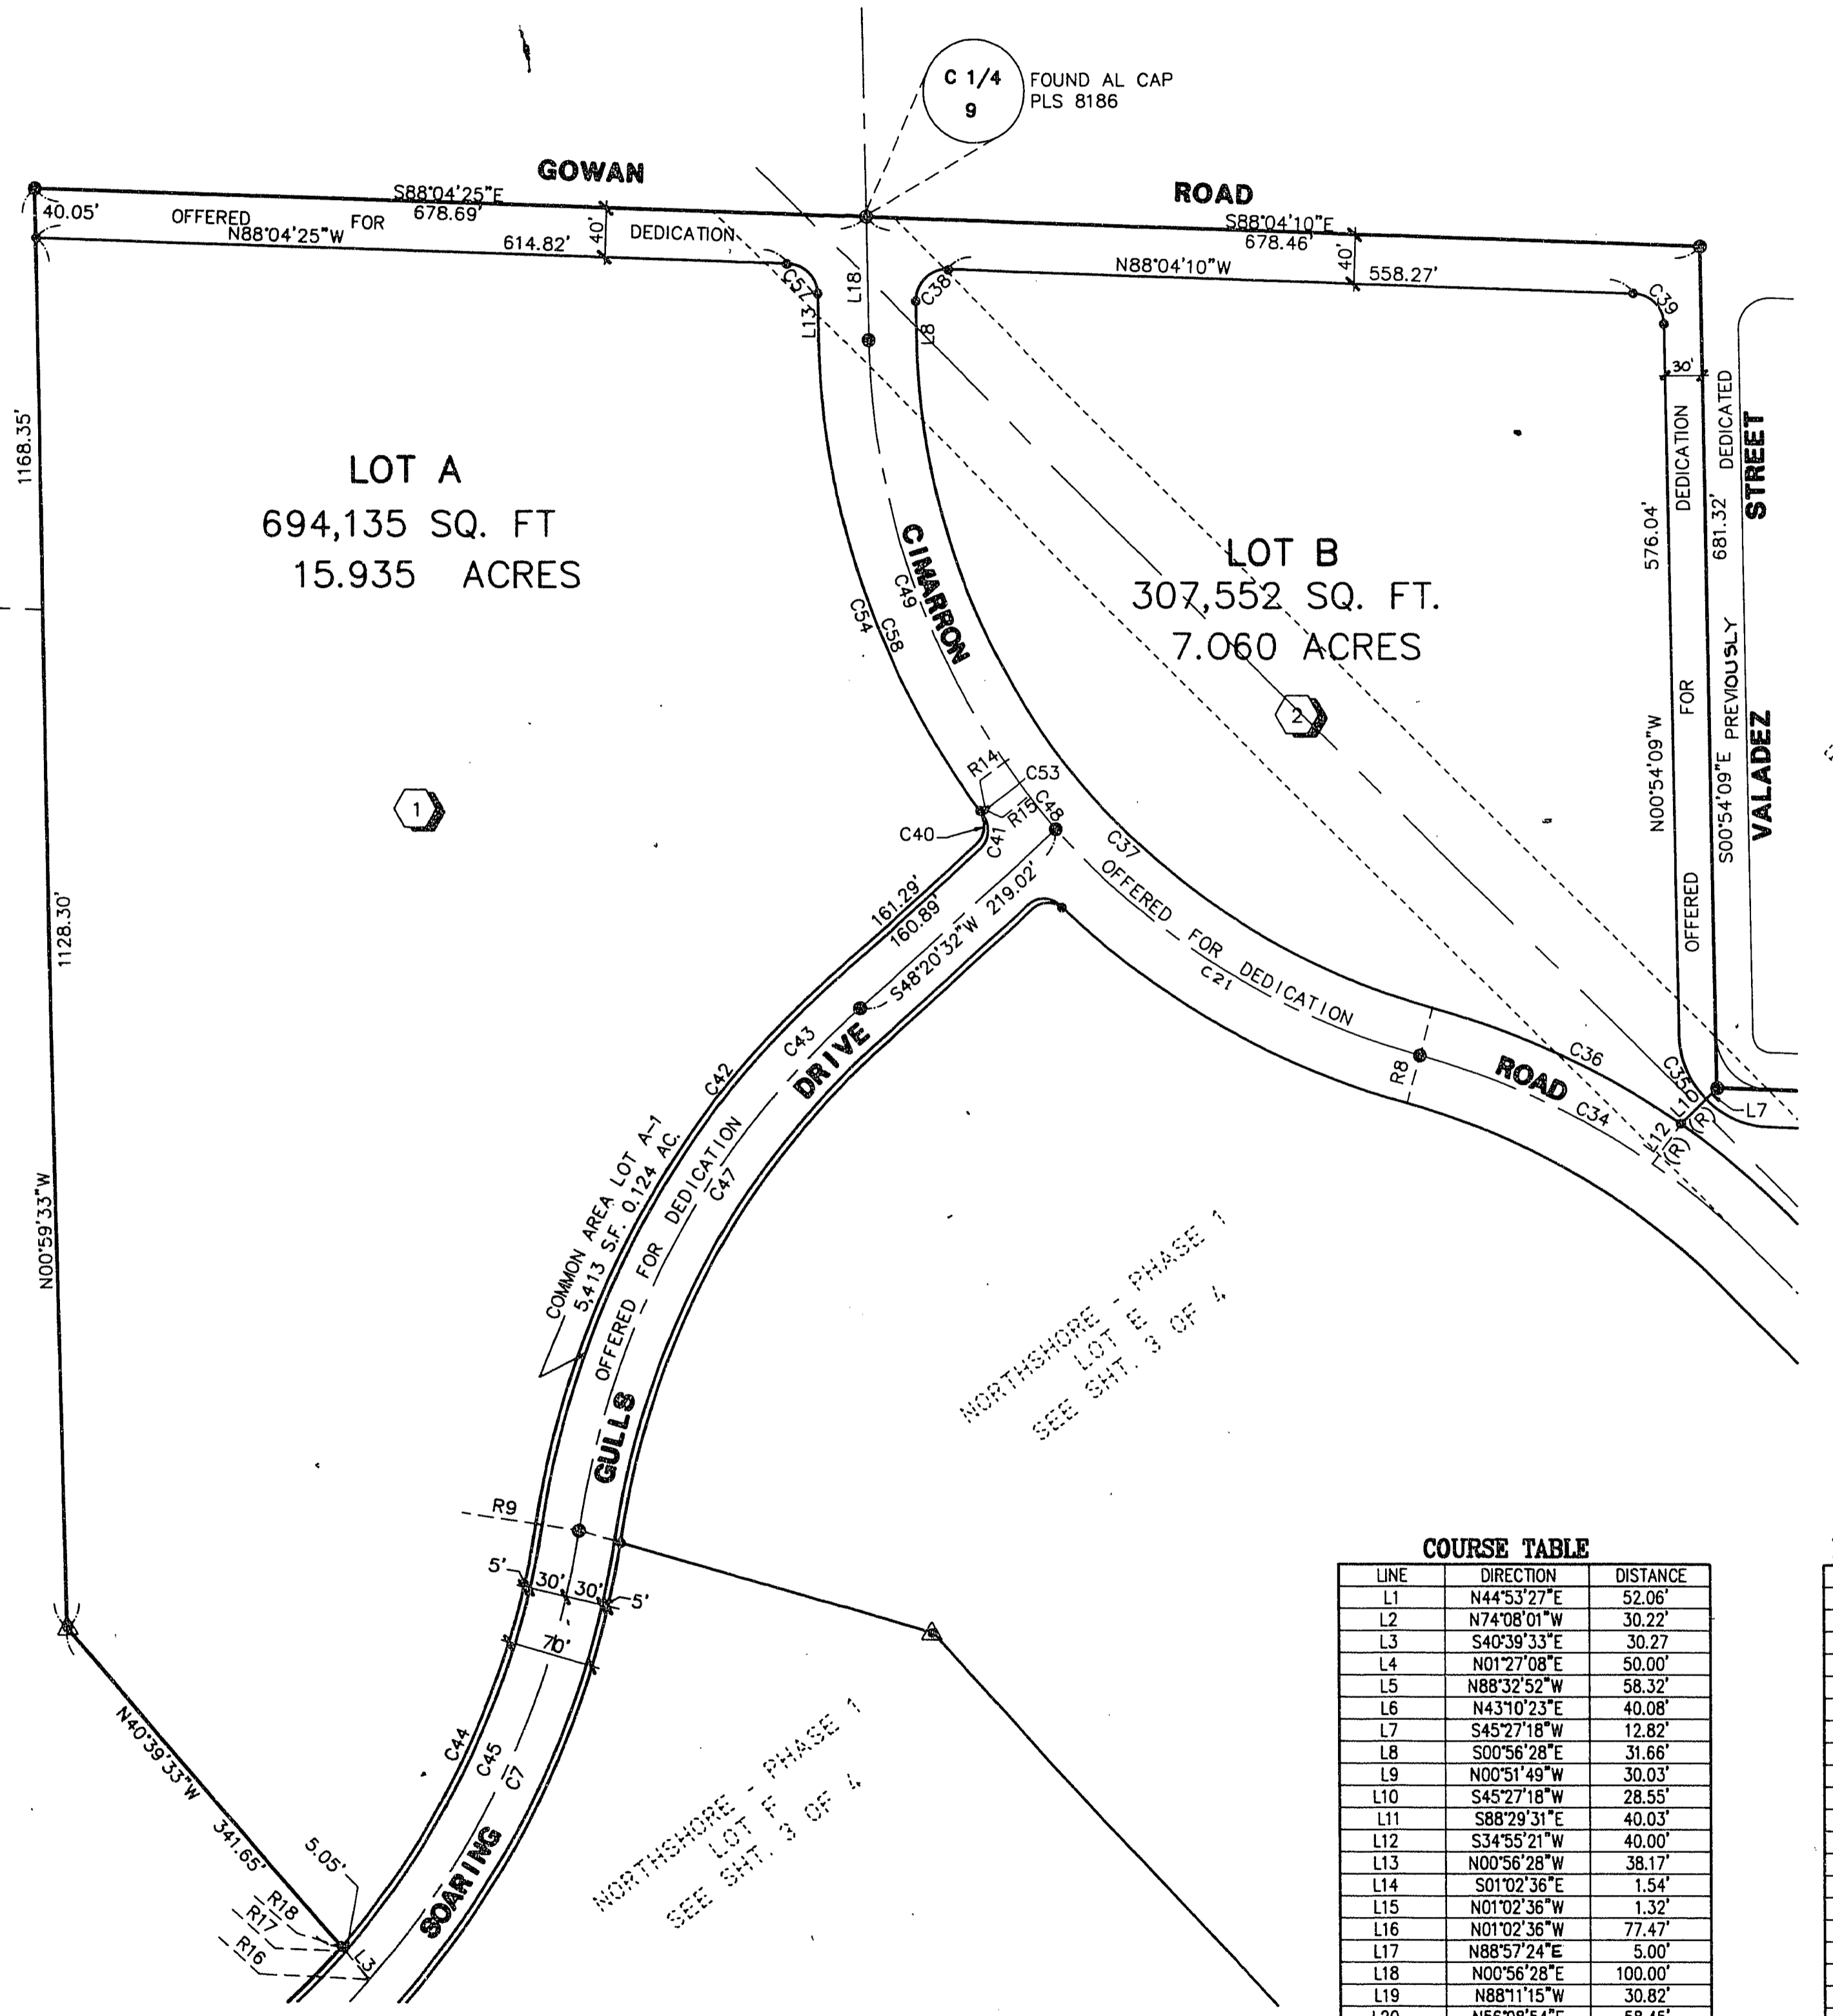 C 1/4
9
FOUND AL CAP
PLS 8186
GOWAN
ROAD
S88°04'25"E
678.69'
40.05'
OFFERED FOR DEDICATION
N88°04'25"W
614.82'
40'
S88°04'10"E
678.46'
40'
N88°04'10"W
558.27'
C57
L13
L18
C38
L8
C39
30'
1168.35'
LOT A
694,135 SQ. FT
15.935 ACRES
LOT B
307,552 SQ. FT.
7.060 ACRES
CIMARRON
C49
C54
C58
576.04'
N00°54'09"W
OFFERED FOR DEDICATION
681.32'
S00°54'09"E
PREVIOUSLY DEDICATED
VALADEZ STREET
1
2
R14
C53
R15
C48
C40
C41
C37
161.29'
160.89'
S48°20'32"W 219.02'
OFFERED FOR DEDICATION
C21
R8
ROAD
C36
C34
C35
L10
(R)
L7
L12
(R)
1128.30'
N00°59'33"W
C42
C43
DRIVE
COMMON AREA LOT A-1
5,413 S.F. 0.124 AC.
OFFERED FOR DEDICATION
C47
GULLS
NORTHSHORE - PHASE 1
LOT E
SEE SHT. 3 OF 4
R9
5'
30'
30'
5'
70'
N40°39'33"W
341.65'
5.05'
C44
C45
C7
SOARING
R18
R17
R16
L3
NORTHSHORE - PHASE 1
LOT F
SEE SHT. 3 OF 4
COURSE TABLE
LINE DIRECTION DISTANCE
L1 N44°53'27"E 52.06'
L2 N74°08'01"W 30.22'
L3 S40°39'33"E 30.27
L4 N01°27'08"E 50.00'
L5 N88°32'52"W 58.32'
L6 N43°10'23"E 40.08'
L7 S45°27'18"W 12.82'
L8 S00°56'28"E 31.66'
L9 N00°51'49"W 30.03'
L10 S45°27'18"W 28.55'
L11 S88°29'31"E 40.03'
L12 S34°55'21"W 40.00'
L13 N00°56'28"W 38.17'
L14 S01°02'36"E 1.54'
L15 N01°02'36"W 1.32'
L16 N01°02'36"W 77.47'
L17 N88°57'24"E 5.00'
L18 N00°56'28"E 100.00'
L19 N88°11'15"W 30.82'
L20 N56°08'54"E 58.45'